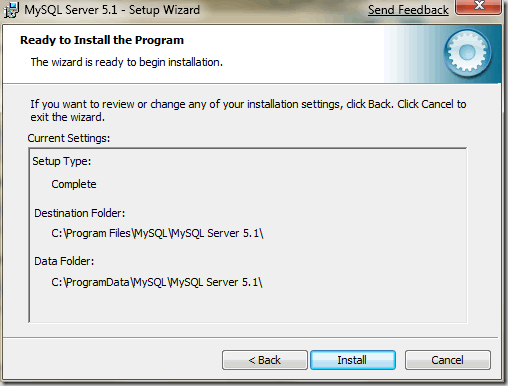 MySQL Server 5.1 - Setup Wizard
Send Feedback
Ready to Install the Program
The wizard is ready to begin installation.
If you want to review or change any of your installation settings, click Back. Click Cancel to
exit the wizard.
Current Settings:
Setup Type:
Complete
Destination Folder:
C:\Program Files\MySQL\MySQL Server 5.1\
Data Folder:
C:\ProgramData\MySQL\MySQL Server 5.1\
< Back
Install
Cancel